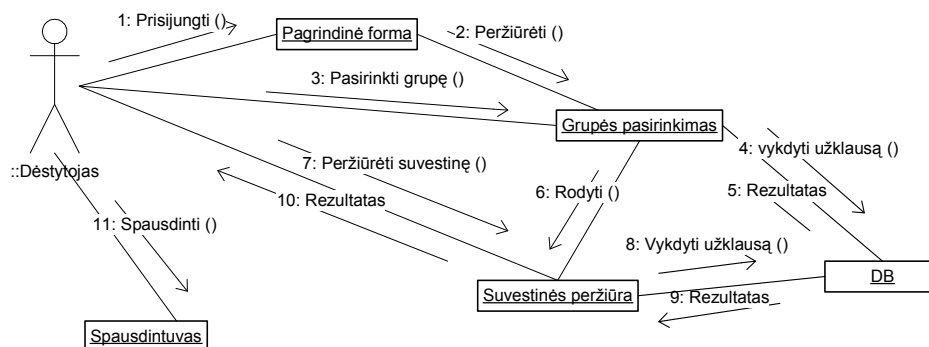 1: Prisijungti ()
Pagrindinė forma
2: Peržiūrėti ()
3: Pasirinkti grupę ()
Grupės pasirinkimas
4: vykdyti užklausą ()
::Dėstytojas
7: Peržiūrėti suvestinę ()
5: Rezultatas
6: Rodyti ()
10: Rezultatas
11: Spausdinti ()
8: Vykdyti užklausą ()
DB
Suvestinės peržiūra
9: Rezultatas
Spausdintuvas